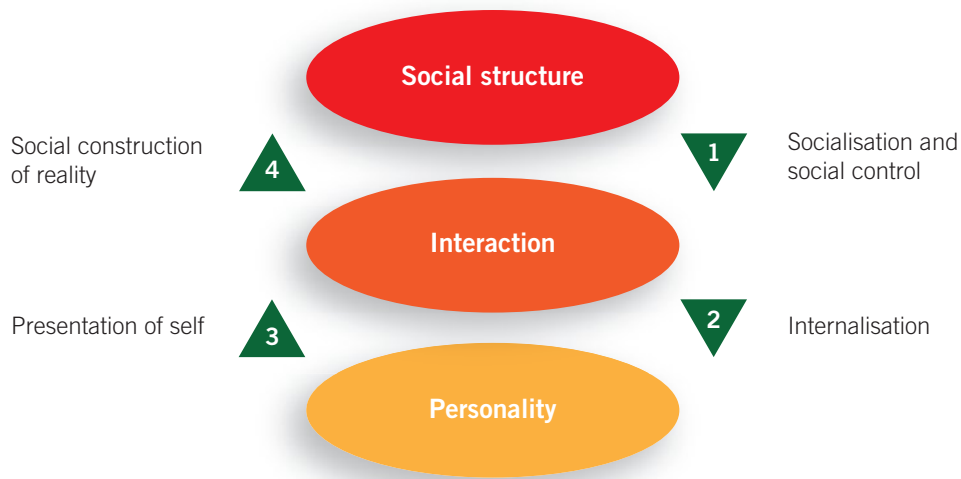 Social structure
Social construction
of reality
4
1
Socialisation and
social control
Interaction
Presentation of self
3
2
Internalisation
Personality